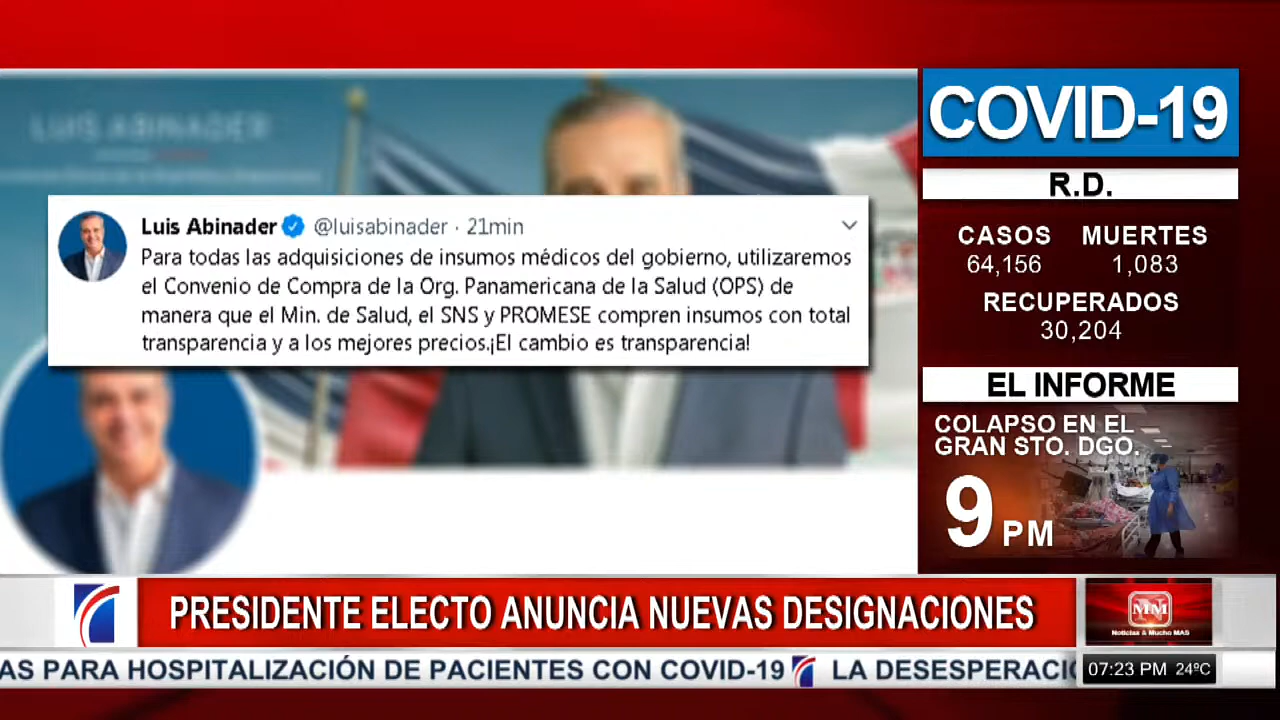 LUIS ABINADER
Luis Abinader @luisabinader · 21min
Para todas las adquisiciones de insumos médicos del gobierno, utilizaremos
el Convenio de Compra de la Org. Panamericana de la Salud (OPS) de
manera que el Min. de Salud, el SNS y PROMESE compren insumos con total
transparencia y a los mejores precios.¡El cambio es transparencia!
COVID-19
R.D.
CASOS MUERTES
64,156 1,083
RECUPERADOS
30,204
EL INFORME
COLAPSO EN EL
GRAN STO. DGO.
9 PM
PRESIDENTE ELECTO ANUNCIA NUEVAS DESIGNACIONES
MN
Noticias & Mucho MAS
AS PARA HOSPITALIZACIÓN DE PACIENTES CON COVID-19 LA DESESPERACI
07:23 PM 24ºC